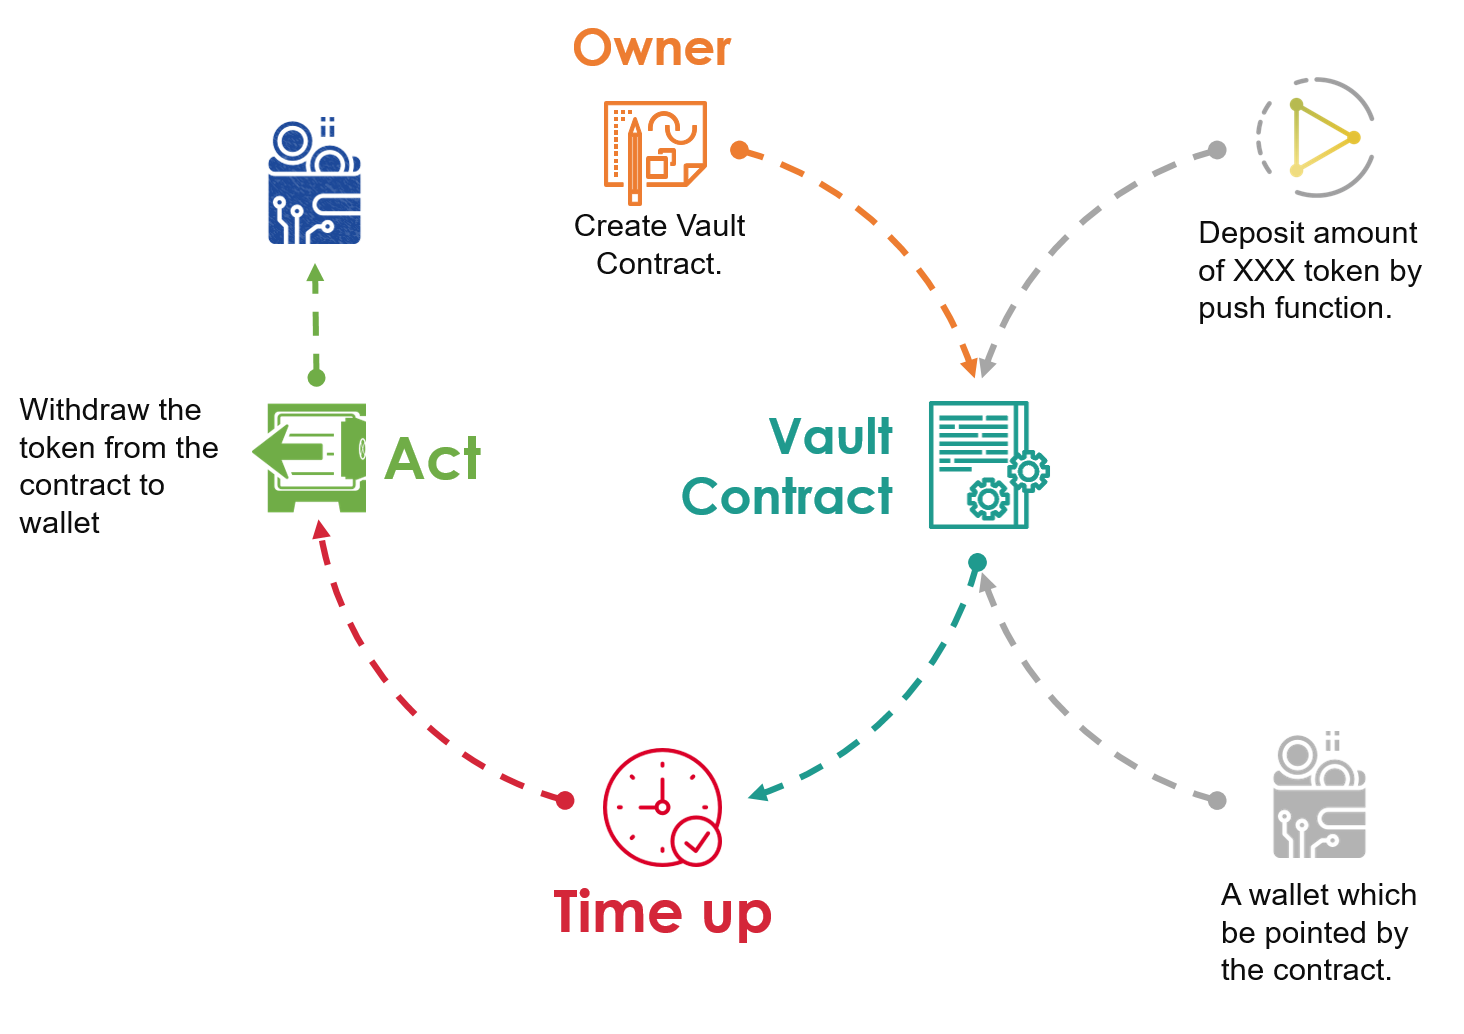 Owner
Create Vault
Contract.
Deposit amount
of XXX token by
push function.
Withdraw the
token from the
contract to
wallet
Act
Vault
Contract
Time up
A wallet which
be pointed by
the contract.